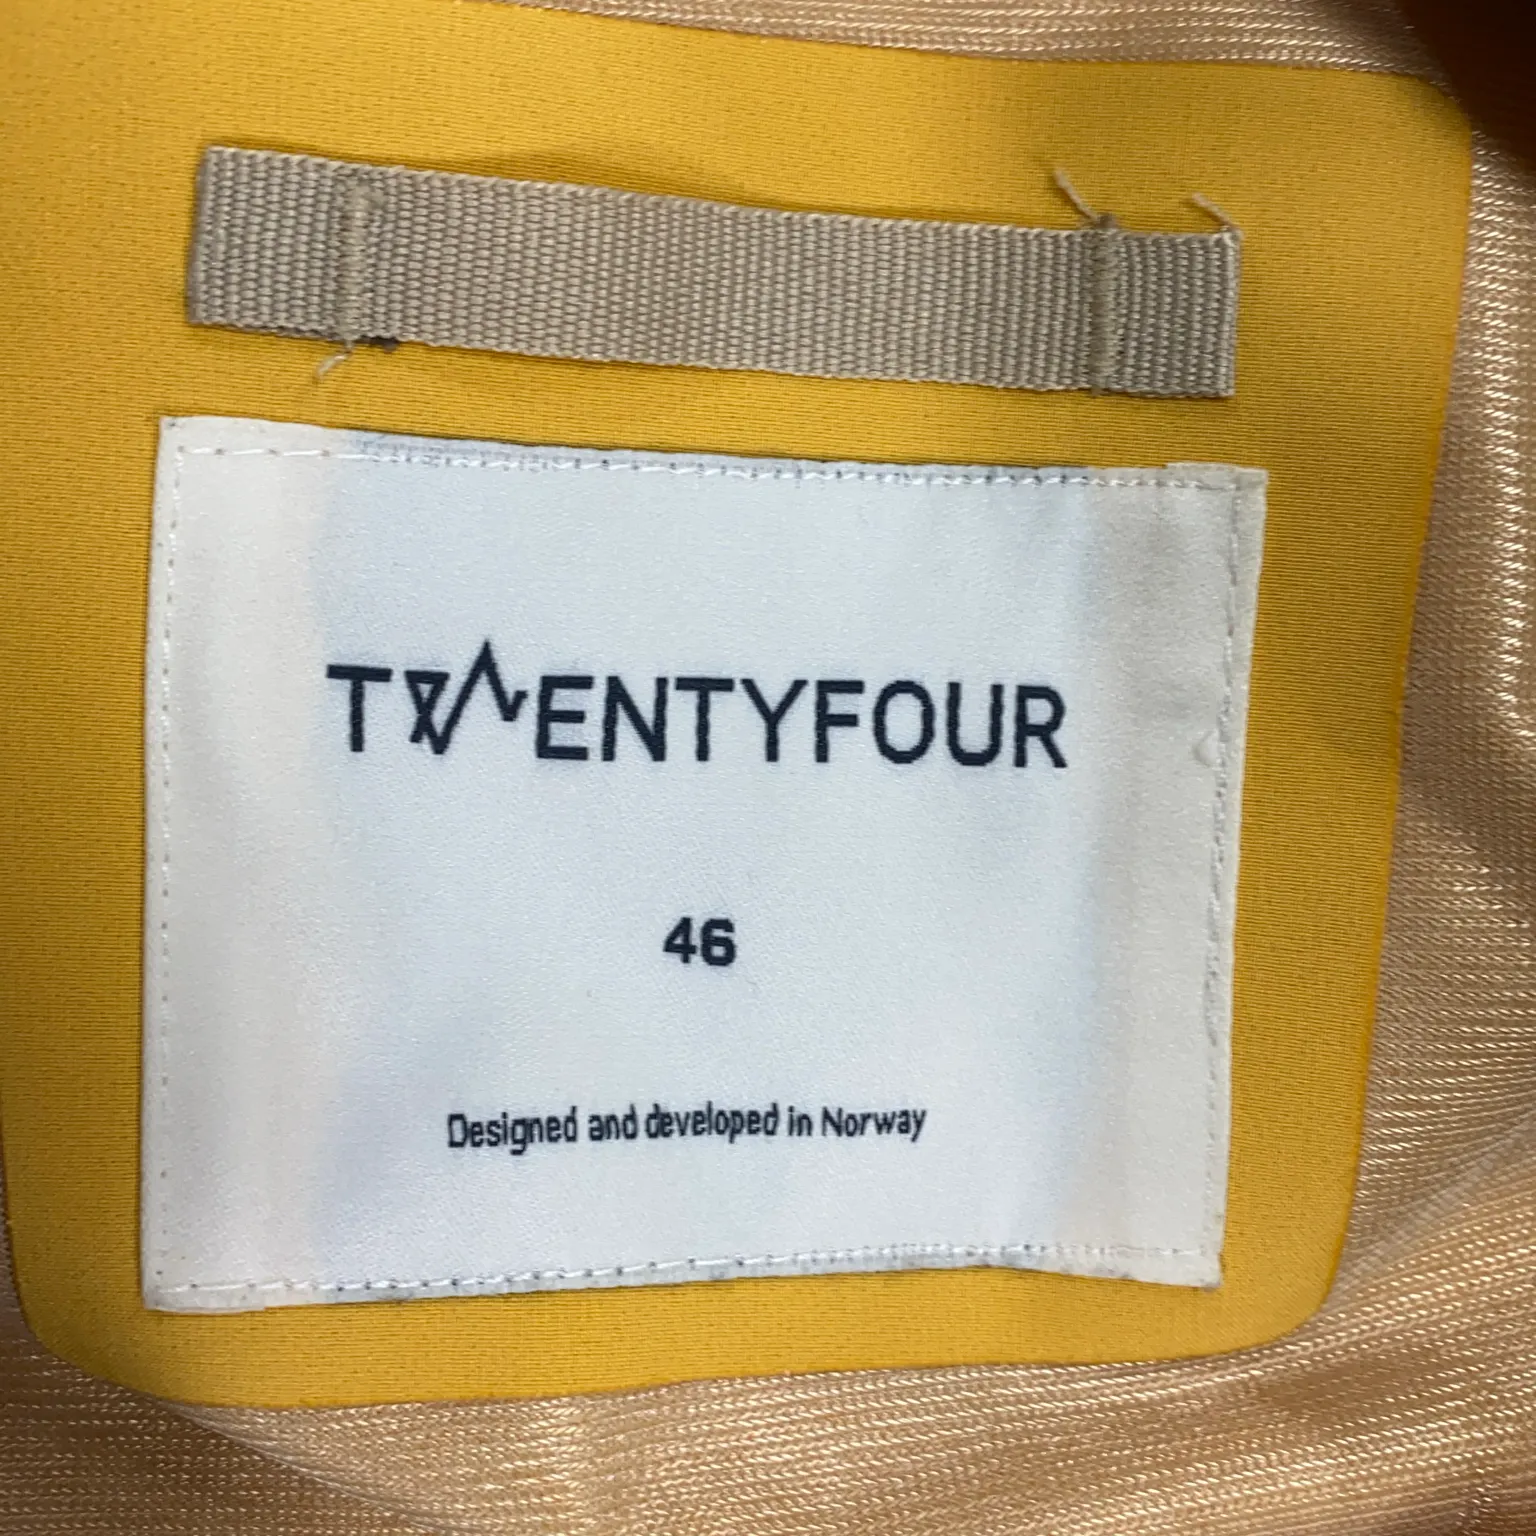 TWENTYFOUR
46
Designed and developed in Norway